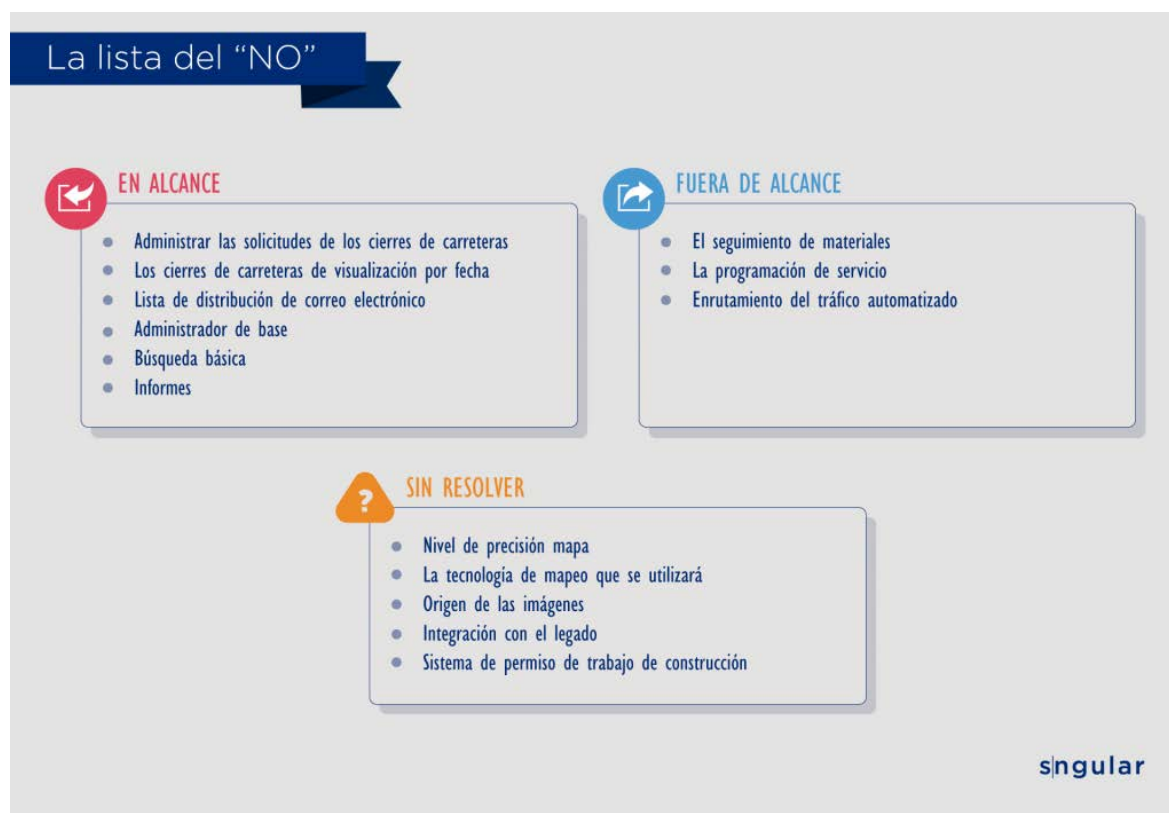 La lista del “NO”
EN ALCANCE
Administrar las solicitudes de los cierres de carreteras
Los cierres de carreteras de visualización por fecha
Lista de distribución de correo electrónico
Administrador de base
Búsqueda básica
Informes
FUERA DE ALCANCE
El seguimiento de materiales
La programación de servicio
Enrutamiento del tráfico automatizado
?
SIN RESOLVER
Nivel de precisión mapa
La tecnología de mapeo que se utilizará
Origen de las imágenes
Integración con el legado
Sistema de permiso de trabajo de construcción
s|ngular